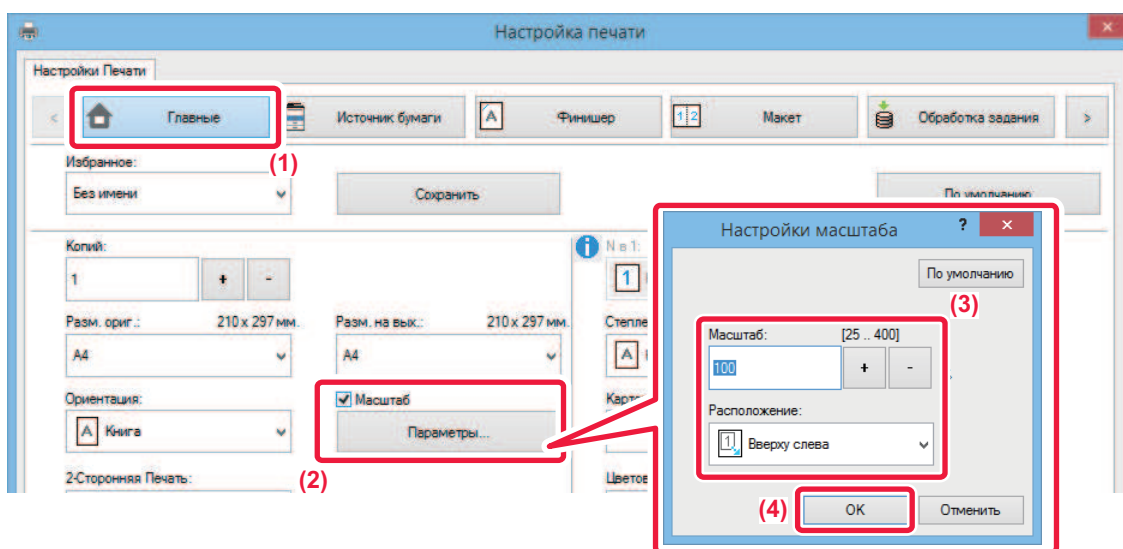 Настройка печати
Настройки Печати
< Главные Источник бумаги Финишер Макет Обработка задания >
(1)
Избранное:
Без имени Сохранить По умолчанию
Настройки масштаба ?
По умолчанию
(3)
Копий: N в 1:
1 + - 1
Разм. ориг.: 210 x 297 мм. Разм. на вых.: 210 x 297 мм.
A4 A4
Масштаб: [25 .. 400]
100 + -
Ориентация: Масштаб
Книга Параметры...
Расположение:
Вверху слева
2-Сторонняя Печать: (2)
(4) OK Отменить